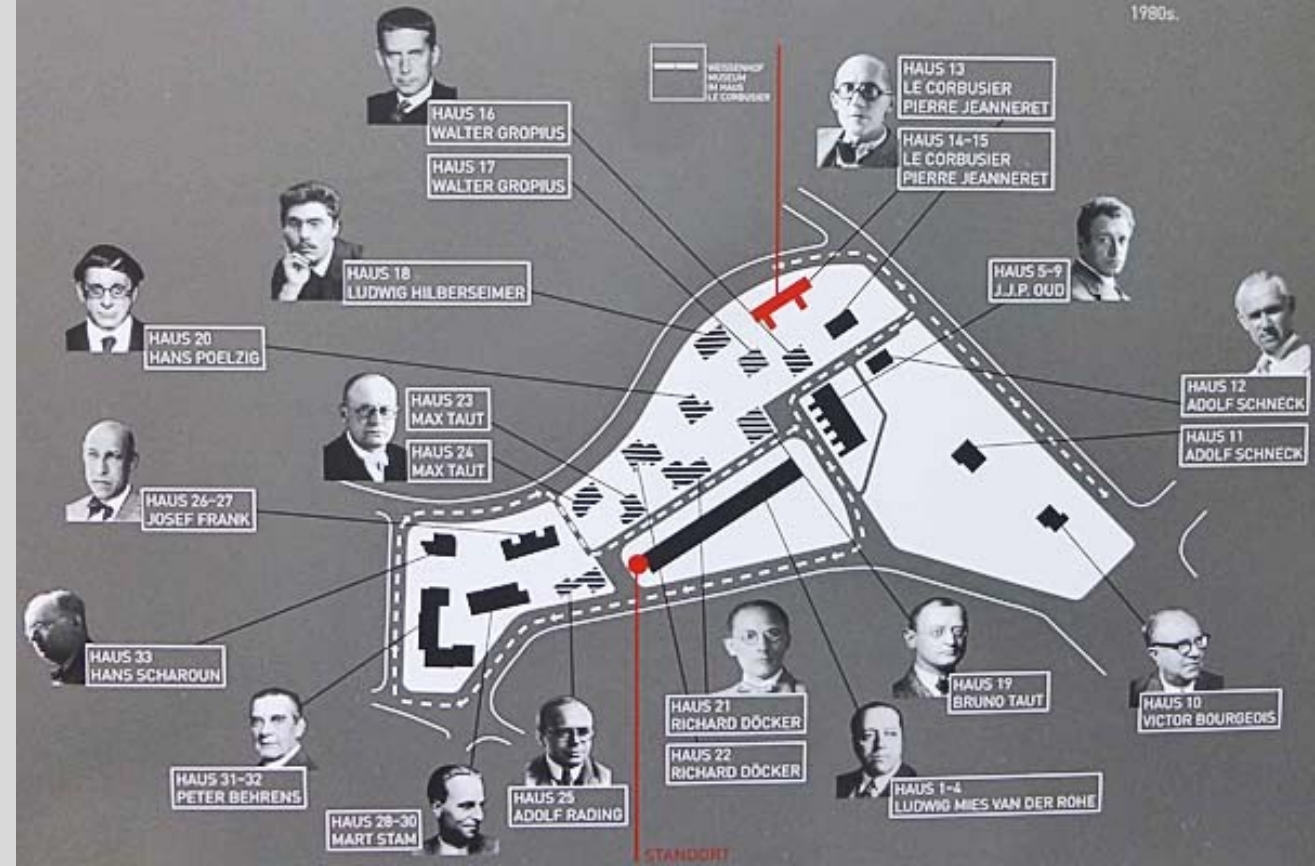 1980s.
WEISSENHOF
MUSEUM
IM HAUS
LE CORBUSIER
HAUS 13
LE CORBUSIER
PIERRE JEANNERET
HAUS 14-15
LE CORBUSIER
PIERRE JEANNERET
HAUS 16
WALTER GROPIUS
HAUS 17
WALTER GROPIUS
HAUS 18
LUDWIG HILBERSEIMER
HAUS 5-9
J.J.P. OUD
HAUS 20
HANS POELZIG
HAUS 12
ADOLF SCHNECK
HAUS 11
ADOLF SCHNECK
HAUS 23
MAX TAUT
HAUS 24
MAX TAUT
HAUS 26-27
JOSEF FRANK
HAUS 33
HANS SCHAROUN
HAUS 19
BRUNO TAUT
HAUS 10
VICTOR BOURGEOIS
HAUS 21
RICHARD DÖCKER
HAUS 22
RICHARD DÖCKER
HAUS 31-32
PETER BEHRENS
HAUS 25
ADOLF RADING
HAUS 1-4
LUDWIG MIES VAN DER ROHE
HAUS 28-30
MART STAM
STANDORT